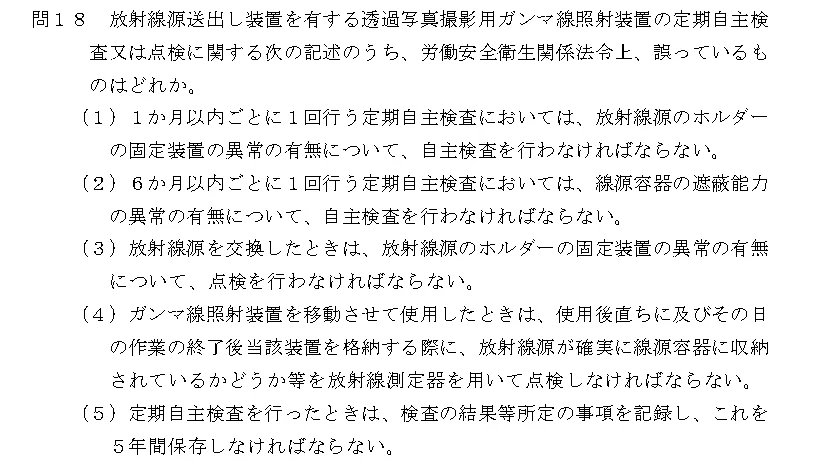 問18 放射線源送出し装置を有する透過写真撮影用ガンマ線照射装置の定期自主検
査又は点検に関する次の記述のうち、労働安全衛生関係法令上、誤っているも
のはどれか。
(1)1か月以内ごとに1回行う定期自主検査においては、放射線源のホルダー
の固定装置の異常の有無について、自主検査を行わなければならない。
(2)6か月以内ごとに1回行う定期自主検査においては、線源容器の遮蔽能力
の異常の有無について、自主検査を行わなければならない。
(3)放射線源を交換したときは、放射線源のホルダーの固定装置の異常の有無
について、点検を行わなければならない。
(4)ガンマ線照射装置を移動させて使用したときは、使用後直ちに及びその日
の作業の終了後当該装置を格納する際に、放射線源が確実に線源容器に収納
されているかどうか等を放射線測定器を用いて点検しなければならない。
(5)定期自主検査を行ったときは、検査の結果等所定の事項を記録し、これを
5年間保存しなければならない。